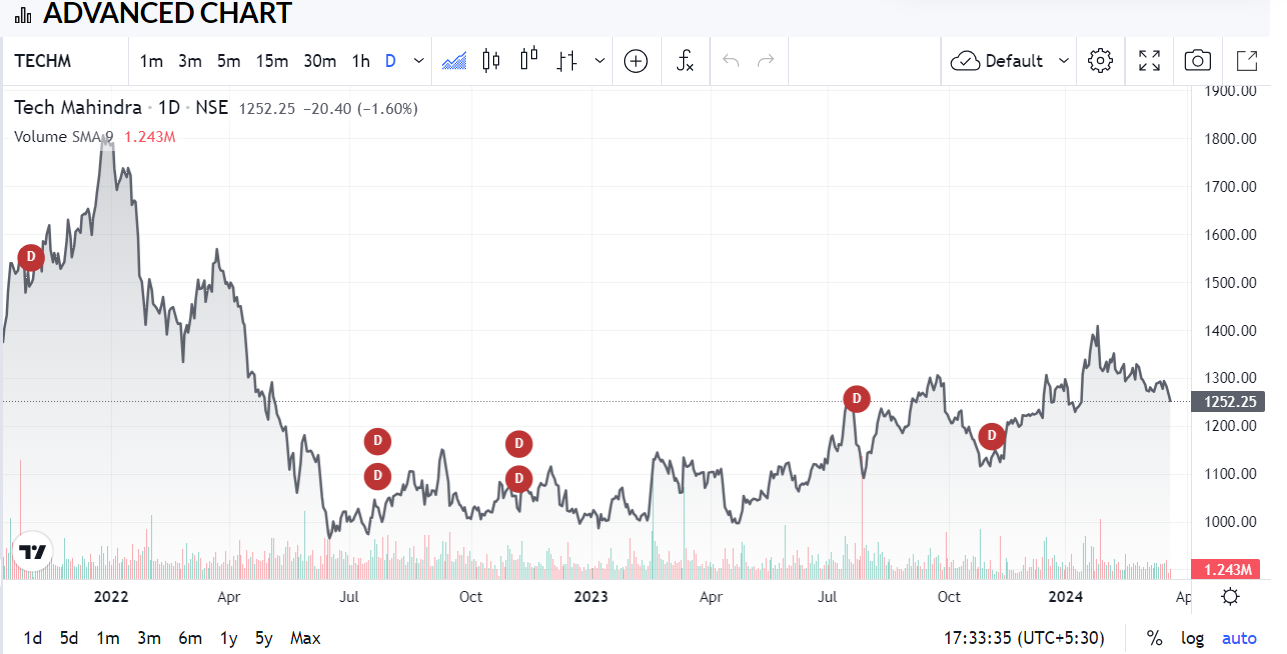 ADVANCED CHART
TECHM 1m 3m 5m 15m 30m 1h D Default
Tech Mahindra · 1D · NSE 1252.25 −20.40 (−1.60%)
Volume SMA 9 1.243M
1900.00
1800.00
1700.00
1600.00
1500.00
1400.00
1300.00
1252.25
1200.00
1100.00
1000.00
1.243M
D
D
D
D
D
D
D
2022 Apr Jul Oct 2023 Apr Jul Oct 2024 Ap
1d 5d 1m 3m 6m 1y 5y Max 17:33:35 (UTC+5:30) % log auto